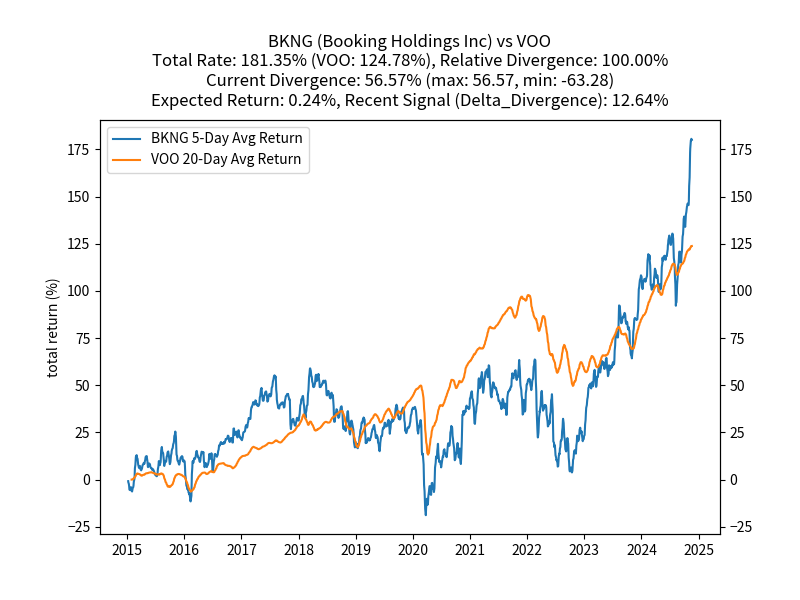 BKNG (Booking Holdings Inc) vs VOO
Total Rate: 181.35% (VOO: 124.78%), Relative Divergence: 100.00%
Current Divergence: 56.57% (max: 56.57, min: -63.28)
Expected Return: 0.24%, Recent Signal (Delta_Divergence): 12.64%
BKNG 5-Day Avg Return
VOO 20-Day Avg Return
total return (%)
175
150
125
100
75
50
25
0
−25
175
150
125
100
75
50
25
0
−25
2015 2016 2017 2018 2019 2020 2021 2022 2023 2024 2025